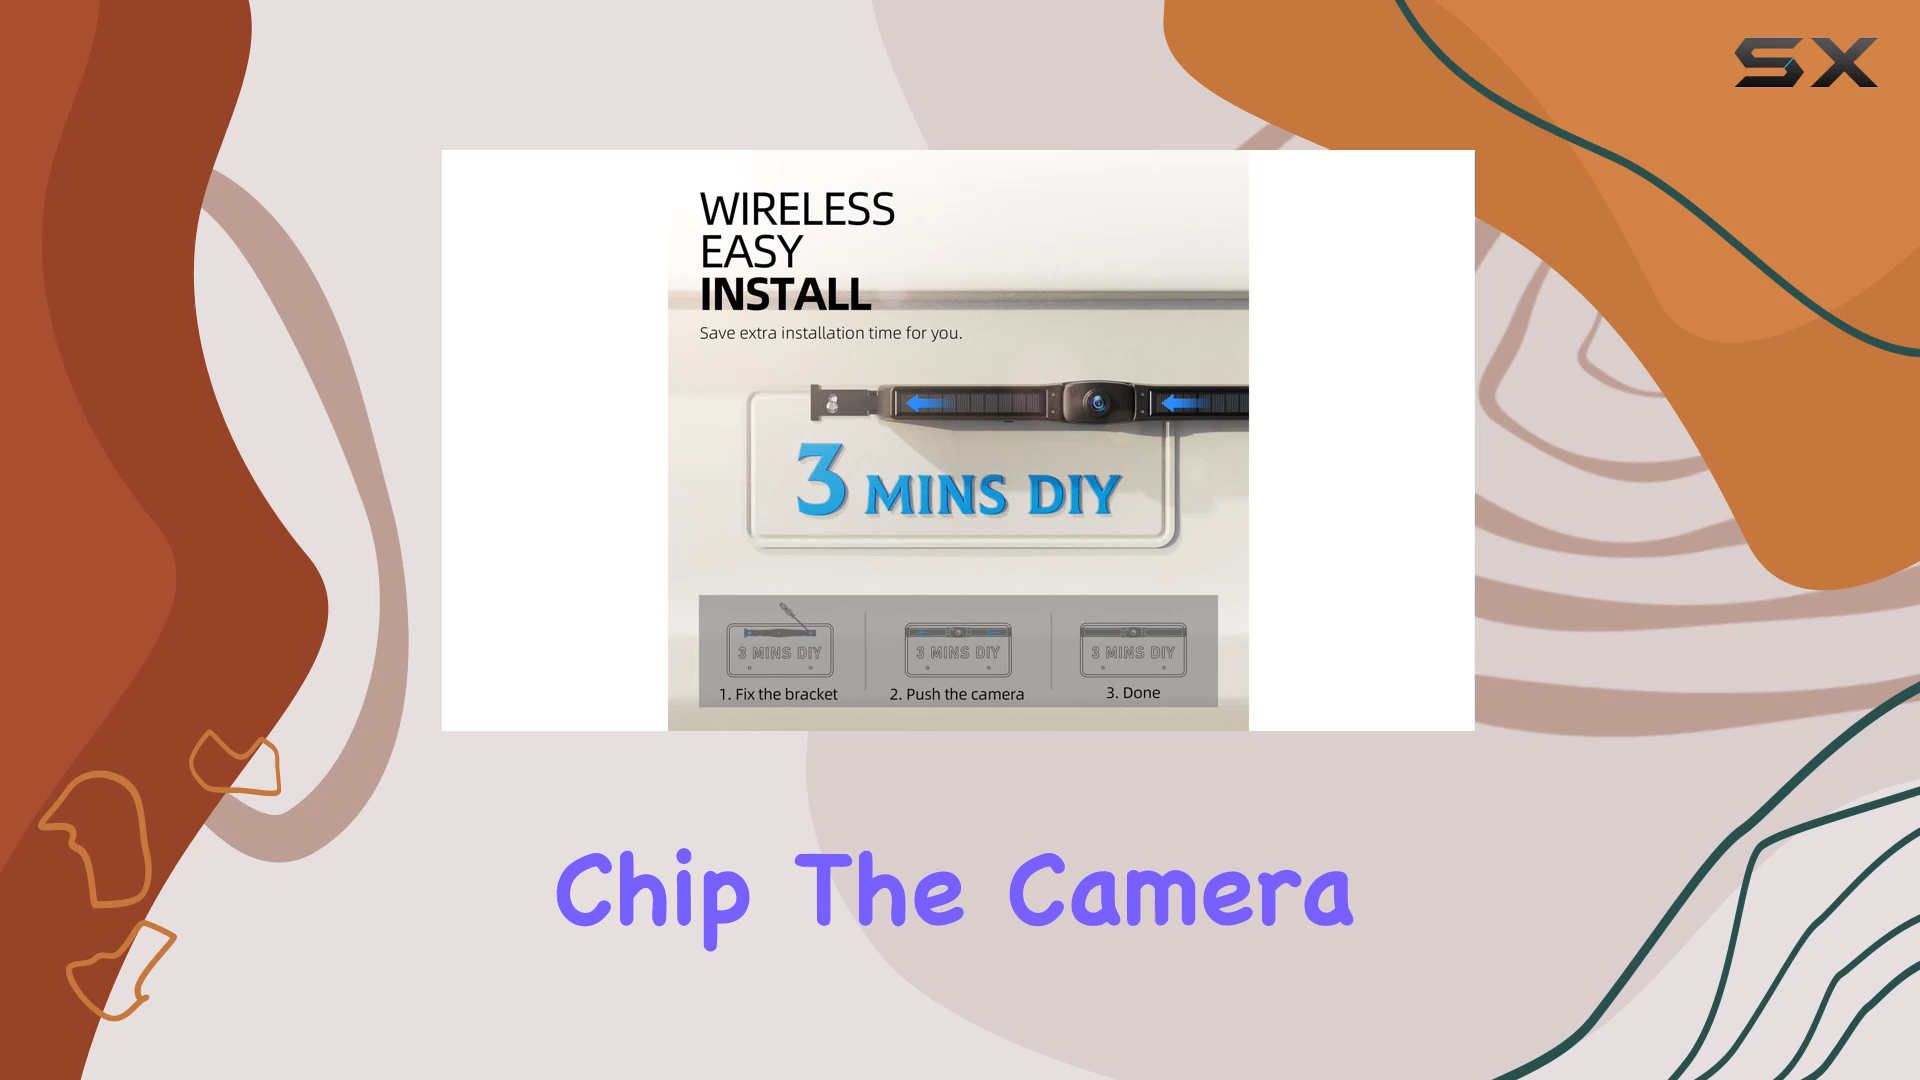 SX
WIRELESS
EASY
INSTALL
Save extra installation time for you.
3 MINS DIY
3 MINS DIY
3 MINS DIY
3 MINS DIY
1. Fix the bracket
2. Push the camera
3. Done
Chip The Camera